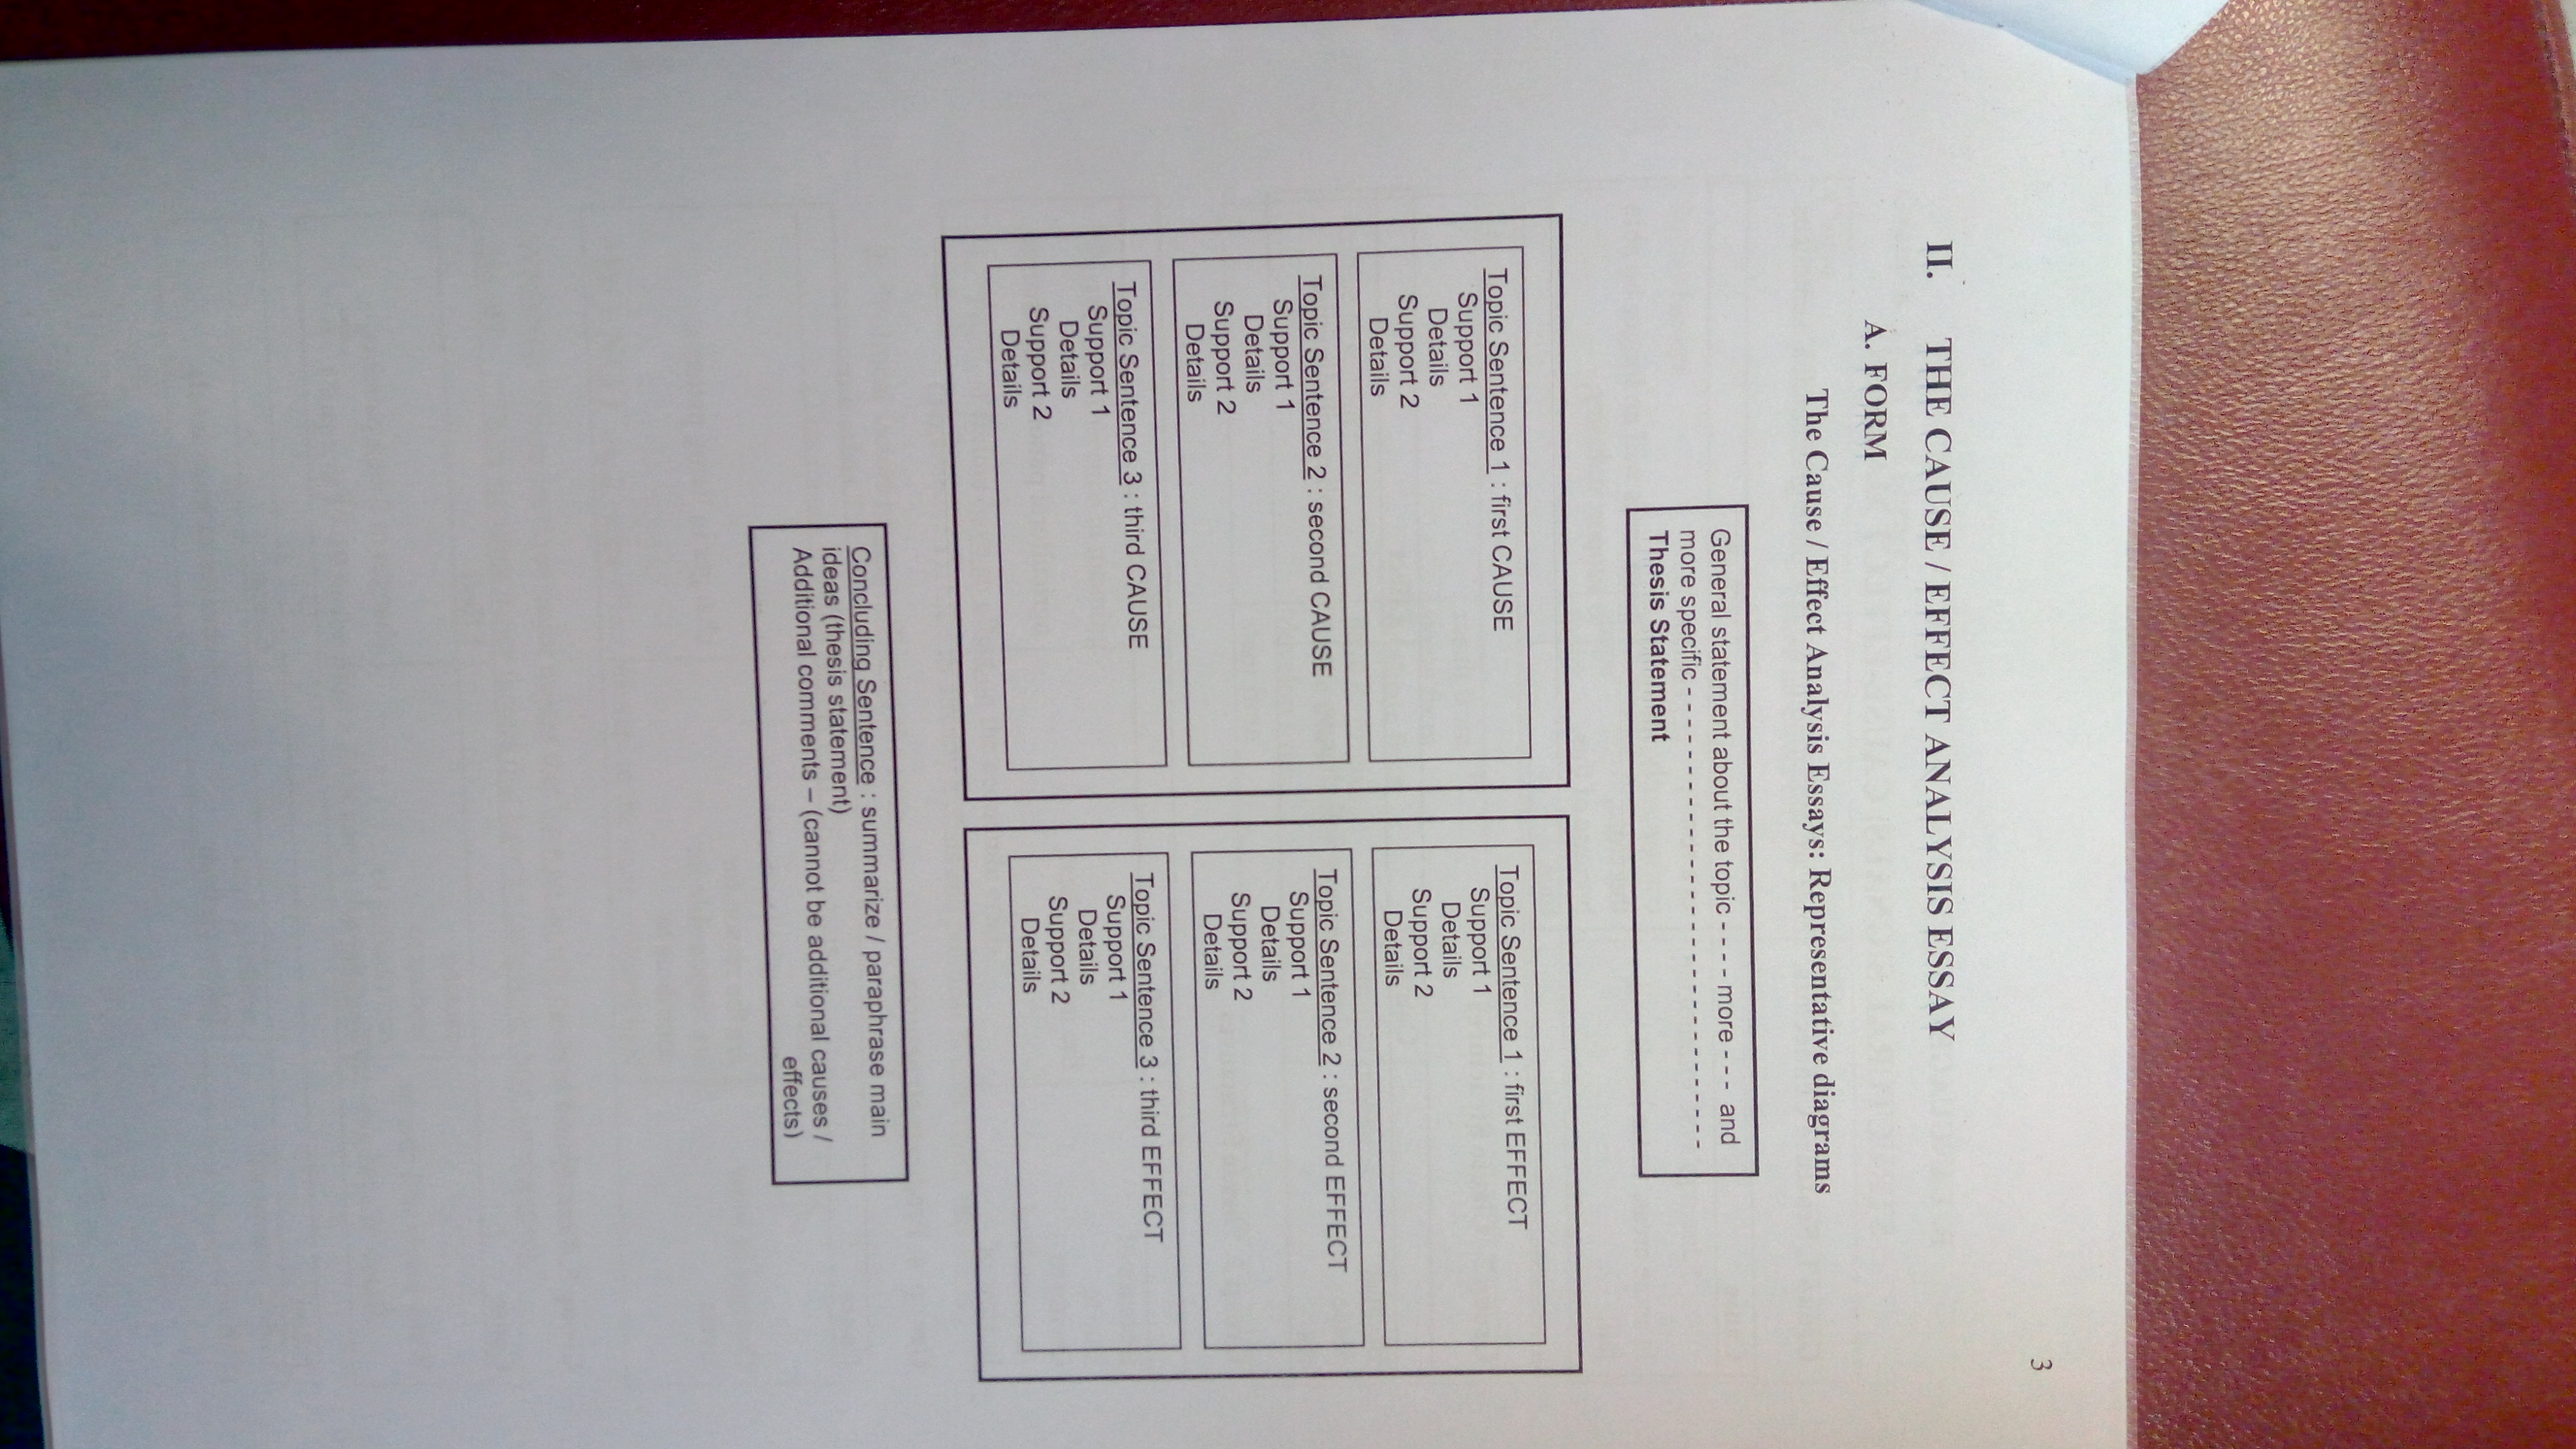 3
II. THE CAUSE / EFFECT ANALYSIS ESSAY
A. FORM
The Cause / Effect Analysis Essays: Representative diagrams
General statement about the topic - - - - more - - - and
more specific - - - - - - - - - - - - - - - - - - - - - - - - - - - - - -
Thesis Statement
Topic Sentence 1 : first CAUSE
Support 1
Details
Support 2
Details
Topic Sentence 2 : second CAUSE
Support 1
Details
Support 2
Details
Topic Sentence 3 : third CAUSE
Support 1
Details
Support 2
Details
Topic Sentence 1 : first EFFECT
Support 1
Details
Support 2
Details
Topic Sentence 2 : second EFFECT
Support 1
Details
Support 2
Details
Topic Sentence 3 : third EFFECT
Support 1
Details
Support 2
Details
Concluding Sentence : summarize / paraphrase main
ideas (thesis statement)
Additional comments – (cannot be additional causes /
effects)